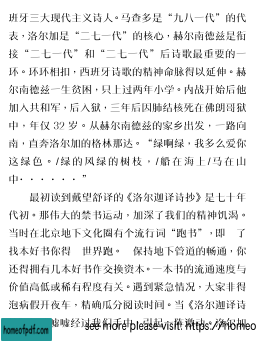 班牙三大现代主义诗人。马查多是“九八一代”的代
表，洛尔加是“二七一代”的核心，赫尔南德兹是衔
接“二七一代”和“二七一代”后诗歌最重要的一
环。环环相扣，西班牙诗歌的精神命脉得以延伸。赫
尔南德兹一生贫困，只上过两年小学。内战开始后他
加入共和军，后入狱，三年后因肺结核死在佛朗哥狱
中，年仅 32 岁。从赫尔南德兹的家乡出发，一路向
南，直奔洛尔加的格林那达。“绿啊绿，我多么爱你
这绿色。/绿的风绿的树枝，/船在海上/马在山
中······”
最初读到戴望舒译的《洛尔迦译诗抄》是七十年
代初。那伟大的禁书运动，加深了我们的精神饥渴。
当时在北京地下文化圈有个流行词“跑书”，即 了
找本好书你得 世界跑。 保持地下管道的畅通，你
还得拥有几本好书作交换资本。一本书的流通速度与
价值高低或稀有程度有关。遇到紧急情况，大家非得
泡病假开夜车，精确瓜分阅读时间。当《洛尔迦译诗
homeofpdf.com
see more please visit: https://homeo